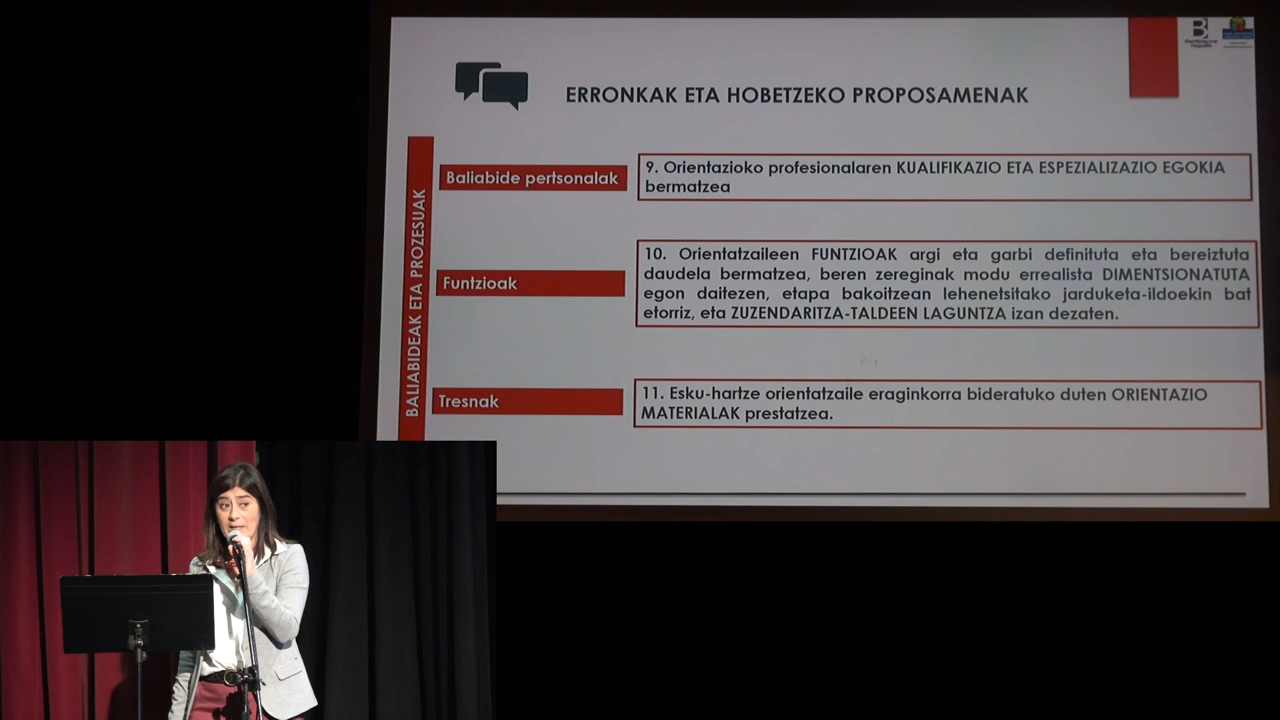 ERRONKAK ETA HOBETZEKO PROPOSAMENAK
BALIABIDEAK ETA PROZESUAK
Baliabide pertsonalak
9. Orientazioko profesionalaren KUALIFIKAZIO ETA ESPEZIALIZAZIO EGOKIA
bermatzea
Funtzioak
10. Orientatzaileen FUNTZIOAK argi eta garbi definituta eta bereiztuta
daudela bermatzea, beren zereginak modu errealista DIMENTSIONATUTA
egon daitezen, etapa bakoitzean lehenetsitako jarduketa-ildoekin bat
etorriz, eta ZUZENDARITZA-TALDEEN LAGUNTZA izan dezaten.
Tresnak
11. Esku-hartze orientatzaile eraginkorra bideratuko duten ORIENTAZIO
MATERIALAK prestatzea.